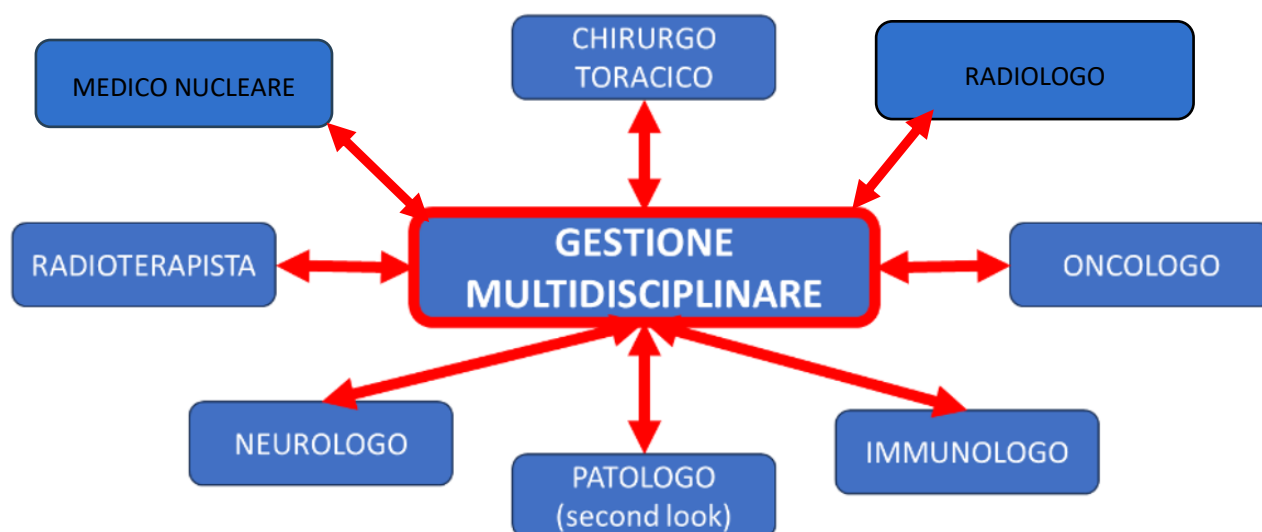 CHIRURGO
TORACICO
MEDICO NUCLEARE
RADIOLOGO
GESTIONE
MULTIDISCIPLINARE
RADIOTERAPISTA
ONCOLOGO
NEUROLOGO
IMMUNOLOGO
PATOLOGO
(second look)